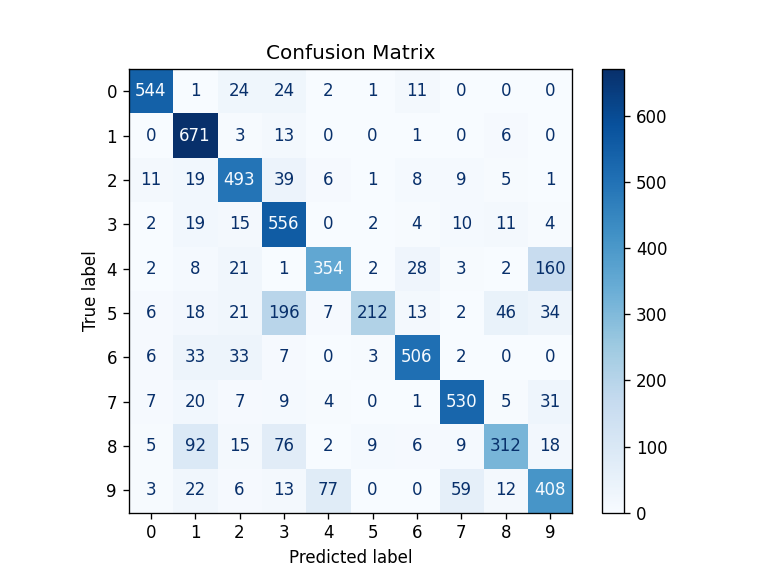 Confusion Matrix
0 544 1 24 24 2 1 11 0 0 0
1 0 671 3 13 0 0 1 0 6 0
2 11 19 493 39 6 1 8 9 5 1
3 2 19 15 556 0 2 4 10 11 4
4 2 8 21 1 354 2 28 3 2 160
5 6 18 21 196 7 212 13 2 46 34
6 6 33 33 7 0 3 506 2 0 0
7 7 20 7 9 4 0 1 530 5 31
8 5 92 15 76 2 9 6 9 312 18
9 3 22 6 13 77 0 0 59 12 408
0 1 2 3 4 5 6 7 8 9
Predicted label
True label
600
500
400
300
200
100
0